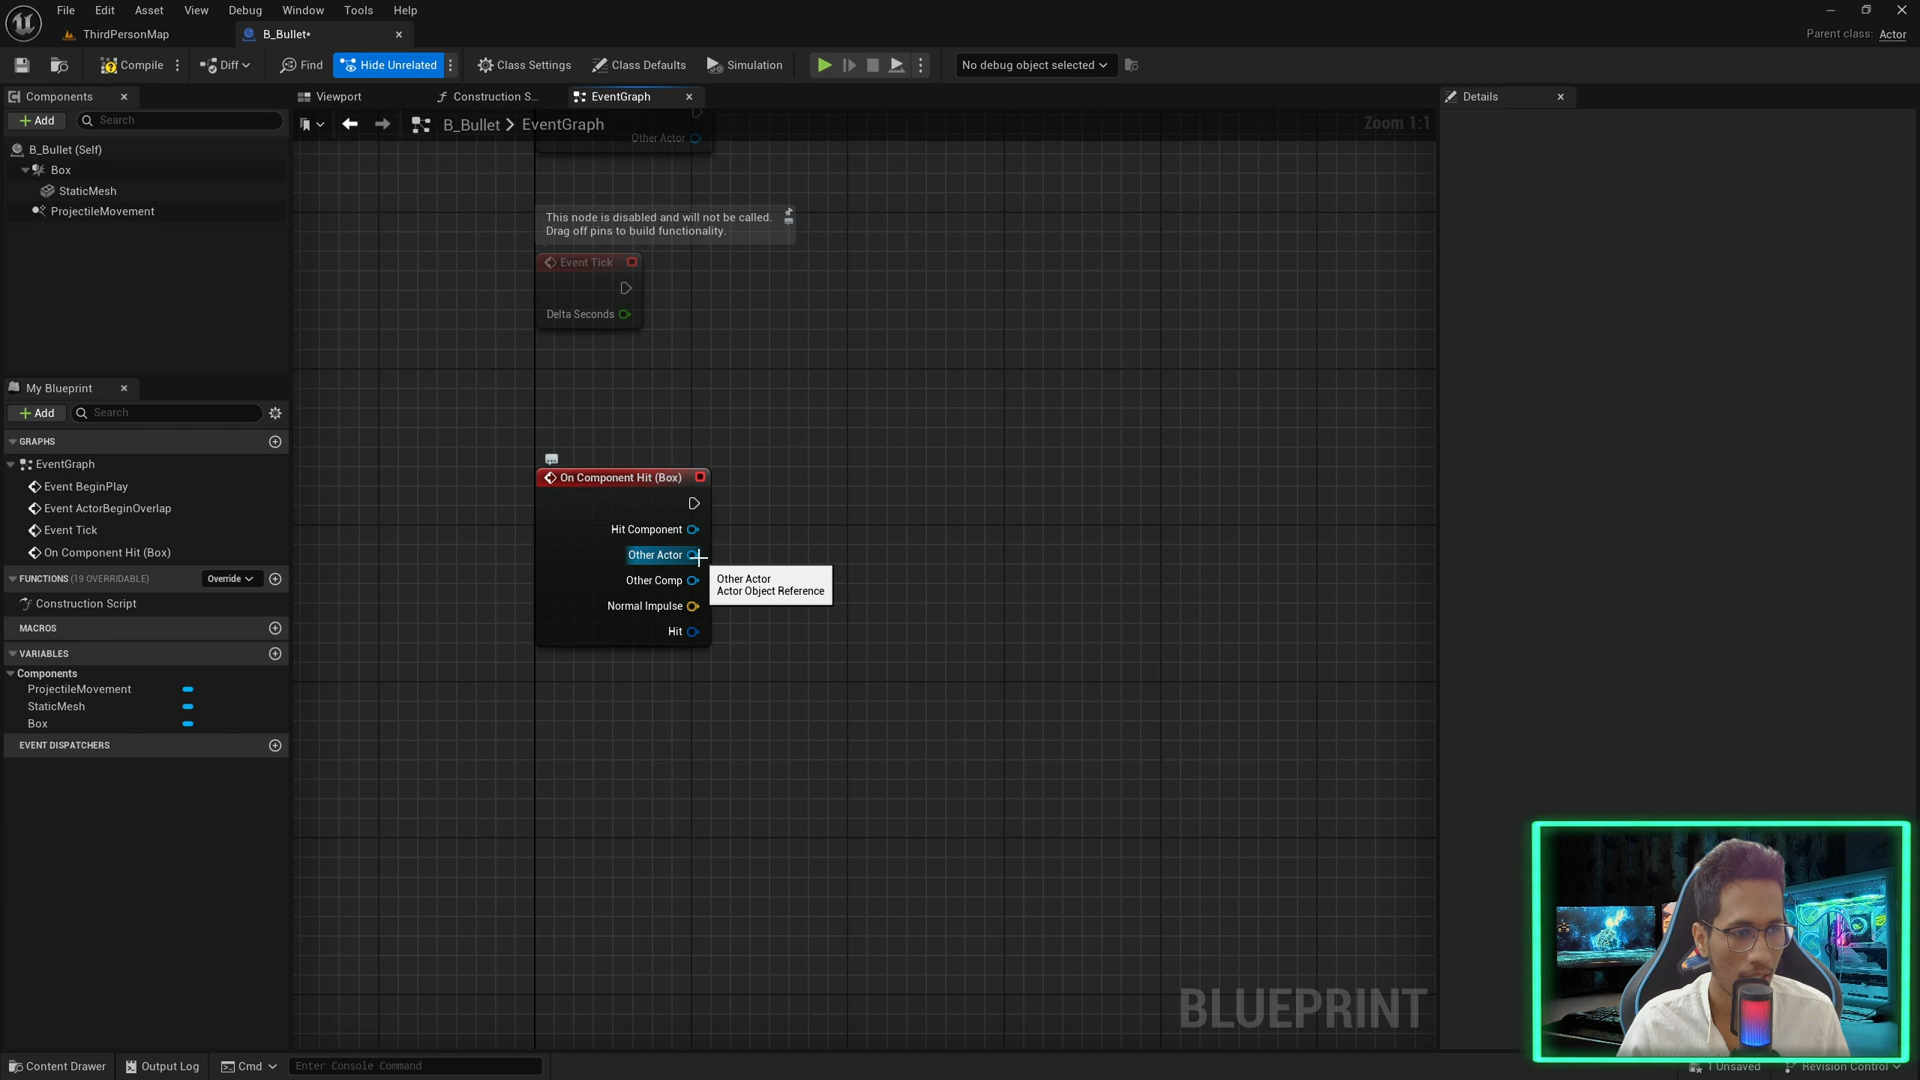 File Edit Asset View Debug Window Tools Help
ThirdPersonMap
B_Bullet*
Parent class: Actor
Compile
Diff
Find
Hide Unrelated
Class Settings
Class Defaults
Simulation
No debug object selected
Components
Viewport
Construction S...
EventGraph
Details
Add
Search
B_Bullet > EventGraph
Zoom 1:1
Other Actor
B_Bullet (Self)
Box
StaticMesh
ProjectileMovement
This node is disabled and will not be called.
Drag off pins to build functionality.
Event Tick
Delta Seconds
My Blueprint
Add
Search
GRAPHS
EventGraph
Event BeginPlay
Event ActorBeginOverlap
Event Tick
On Component Hit (Box)
FUNCTIONS (19 OVERRIDABLE)
Override
Construction Script
MACROS
VARIABLES
Components
ProjectileMovement
StaticMesh
Box
EVENT DISPATCHERS
On Component Hit (Box)
Hit Component
Other Actor
Other Comp
Normal Impulse
Hit
Other Actor
Actor Object Reference
BLUEPRINT
Content Drawer
Output Log
Cmd
Enter Console Command
1 Unsaved
Revision Control